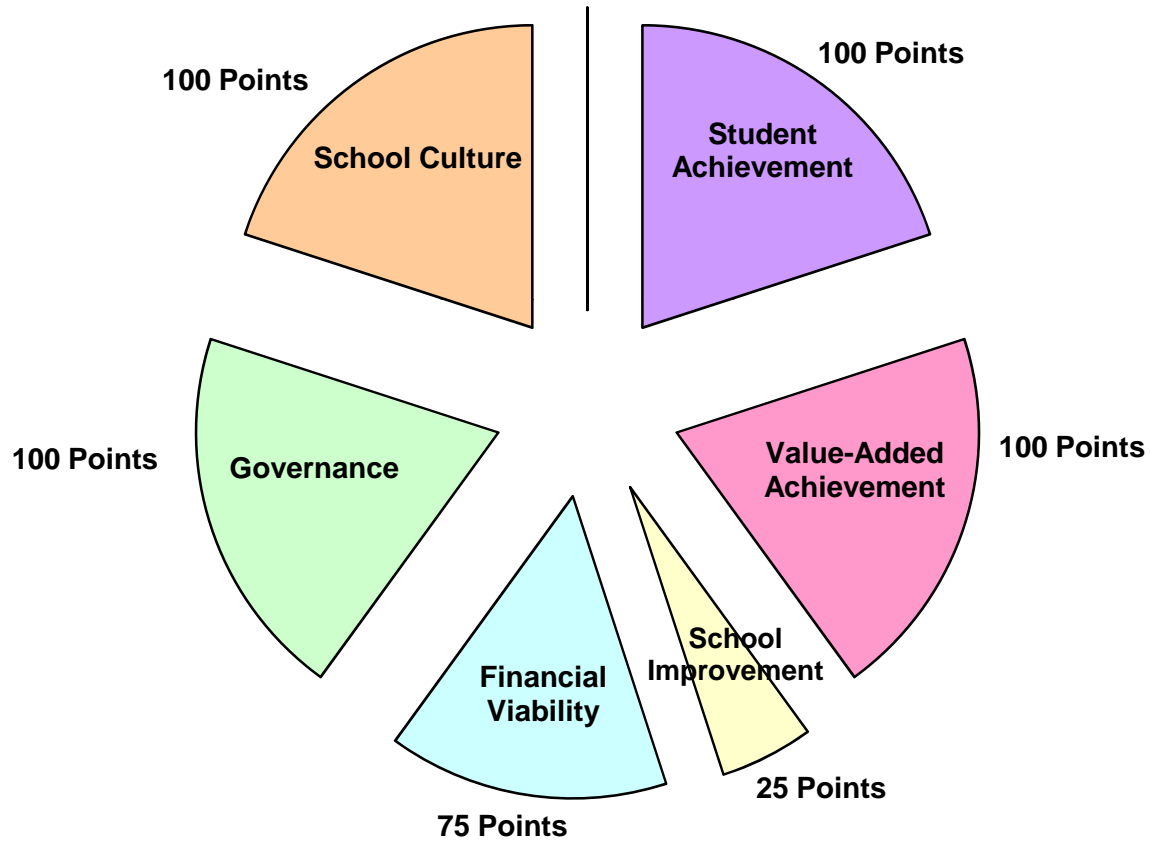 100 Points
100 Points
School Culture
Student
Achievement
100 Points
Governance
Value-Added
Achievement
100 Points
Financial
Viability
School
Improvement
75 Points
25 Points